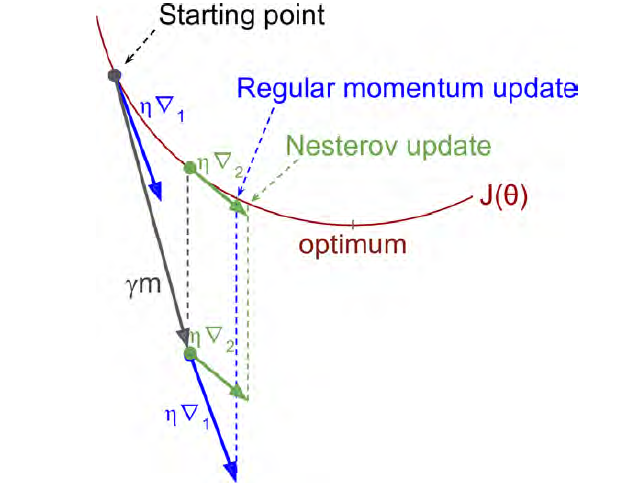 Starting point
η∇₁
Regular momentum update
η∇₂
Nesterov update
J(θ)
optimum
γm
η∇₂
η∇₁